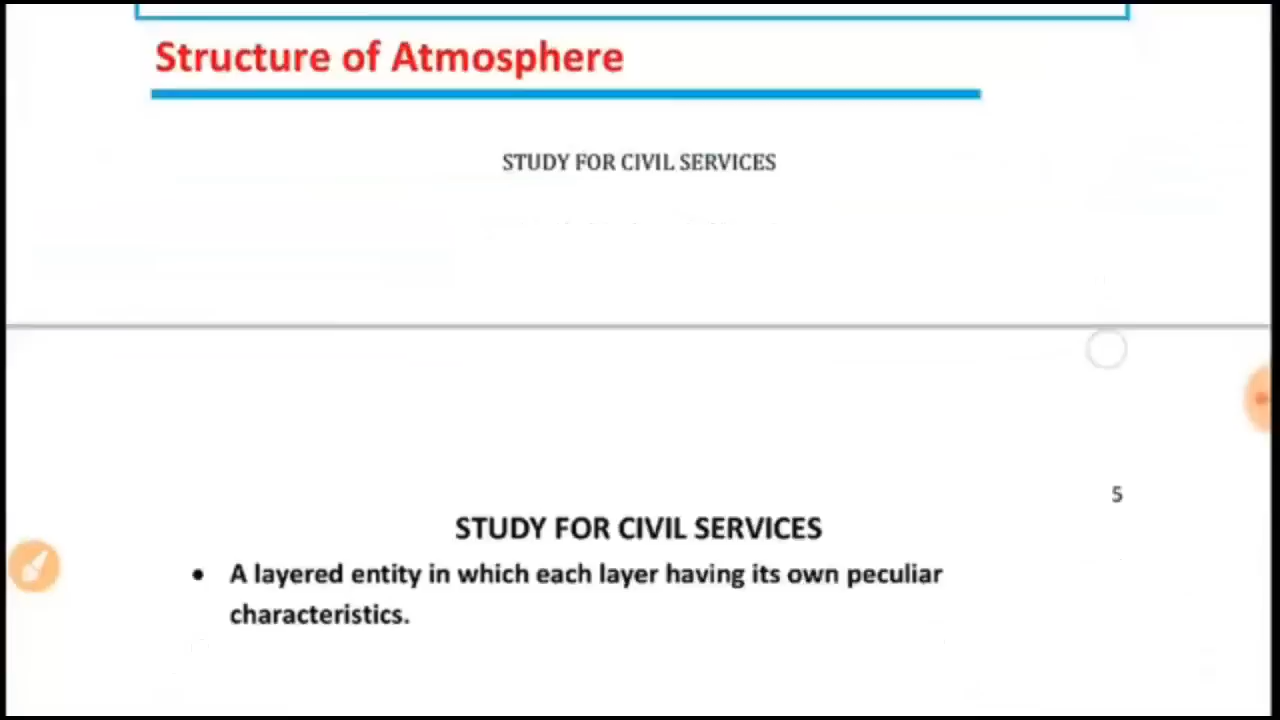 Structure of Atmosphere
STUDY FOR CIVIL SERVICES
5
STUDY FOR CIVIL SERVICES
• A layered entity in which each layer having its own peculiar
characteristics.